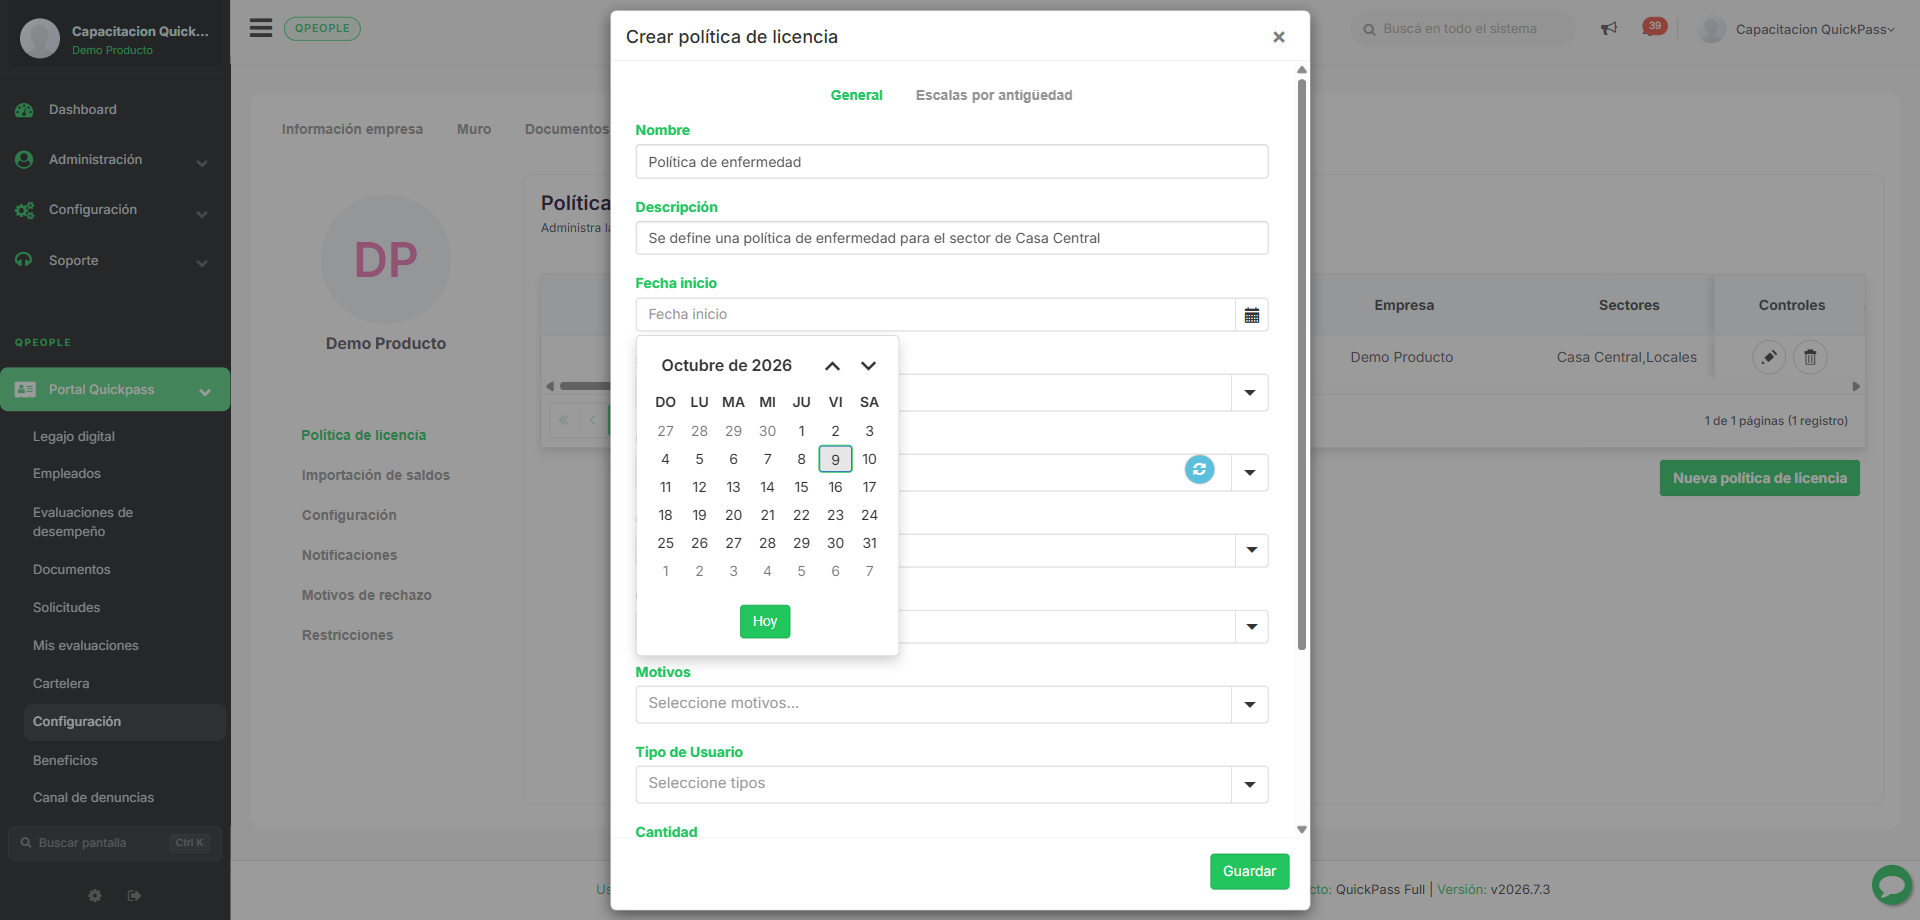 Capacitacion Quick...
Demo Producto
Dashboard
Administración
Configuración
Soporte
QPEOPLE
Portal Quickpass
Legajo digital
Empleados
Evaluaciones de
desempeño
Documentos
Solicitudes
Mis evaluaciones
Cartelera
Configuración
Beneficios
Canal de denuncias
Buscar pantalla
Ctrl K
QPEOPLE
Buscá en todo el sistema
39
Capacitacion QuickPass
Información empresa
Muro
Documentos
DP
Demo Producto
Política de licencia
Importación de saldos
Configuración
Notificaciones
Motivos de rechazo
Restricciones
Política
Administra
Empresa
Sectores
Controles
Demo Producto
Casa Central,Locales
1 de 1 páginas (1 registro)
Nueva política de licencia
Crear política de licencia
×
General
Escalas por antigüedad
Nombre
Política de enfermedad
Descripción
Se define una política de enfermedad para el sector de Casa Central
Fecha inicio
Fecha inicio
Octubre de 2026
DO LU MA MI JU VI SA
27 28 29 30 1 2 3
4 5 6 7 8 9 10
11 12 13 14 15 16 17
18 19 20 21 22 23 24
25 26 27 28 29 30 31
1 2 3 4 5 6 7
Hoy
Motivos
Seleccione motivos...
Tipo de Usuario
Seleccione tipos
Cantidad
Guardar
QuickPass Full | Versión: v2026.7.3